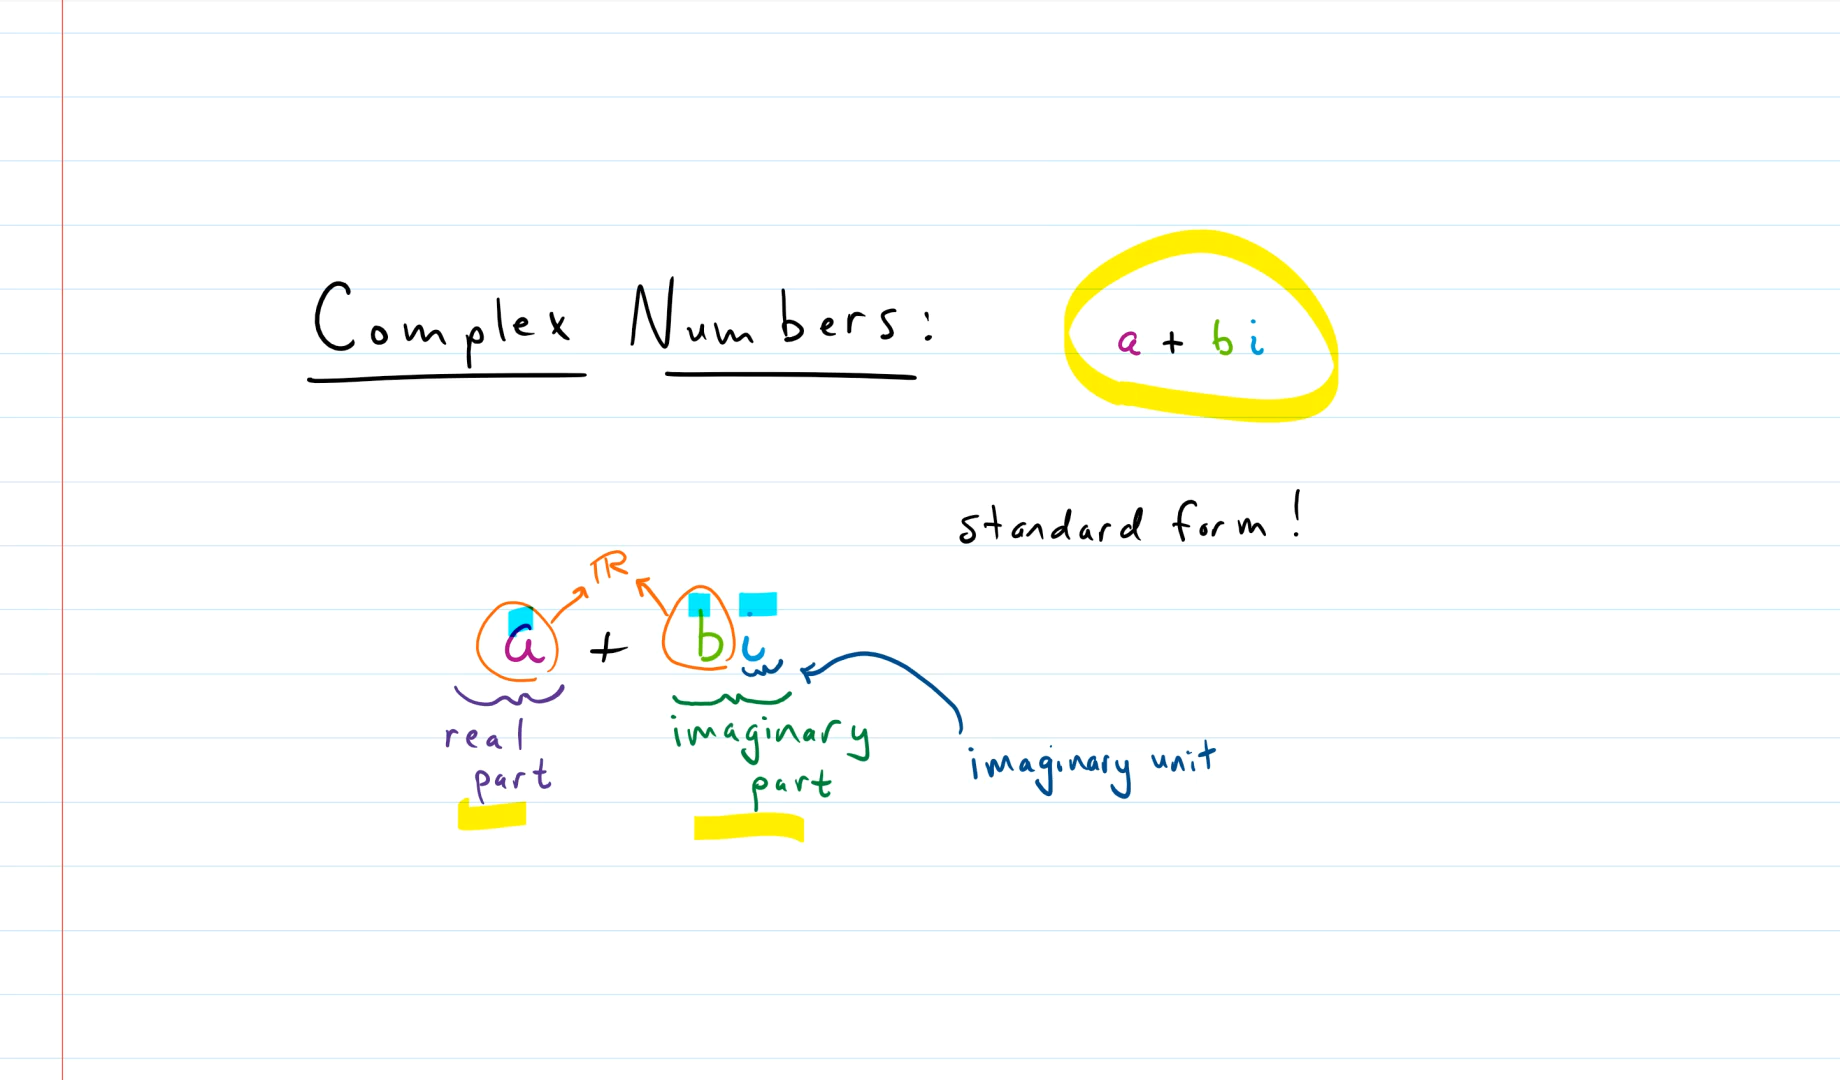 Complex Numbers:
a + bi
standard form!
ℝ
a + bi
real part
imaginary part
imaginary unit